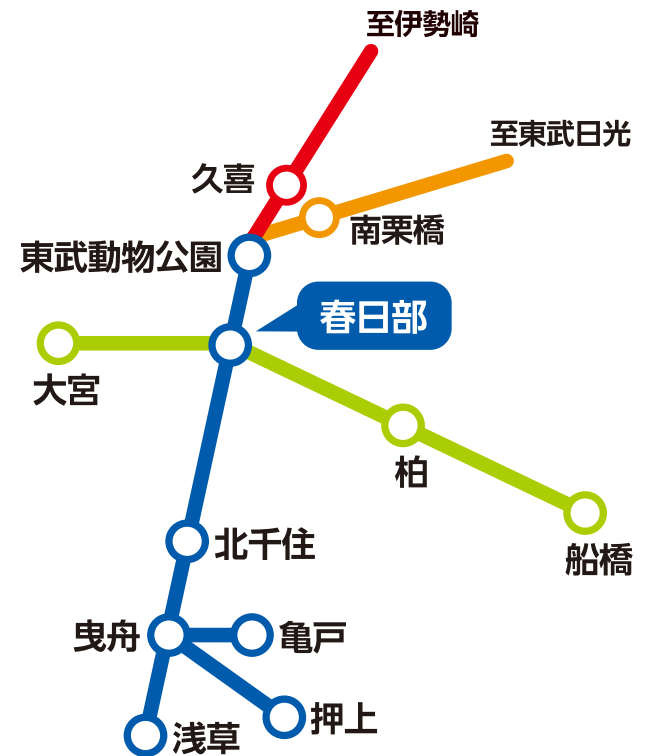 至伊勢崎
至東武日光
久喜
南栗橋
東武動物公園
春日部
大宮
柏
北千住
船橋
曳舟
亀戸
押上
浅草